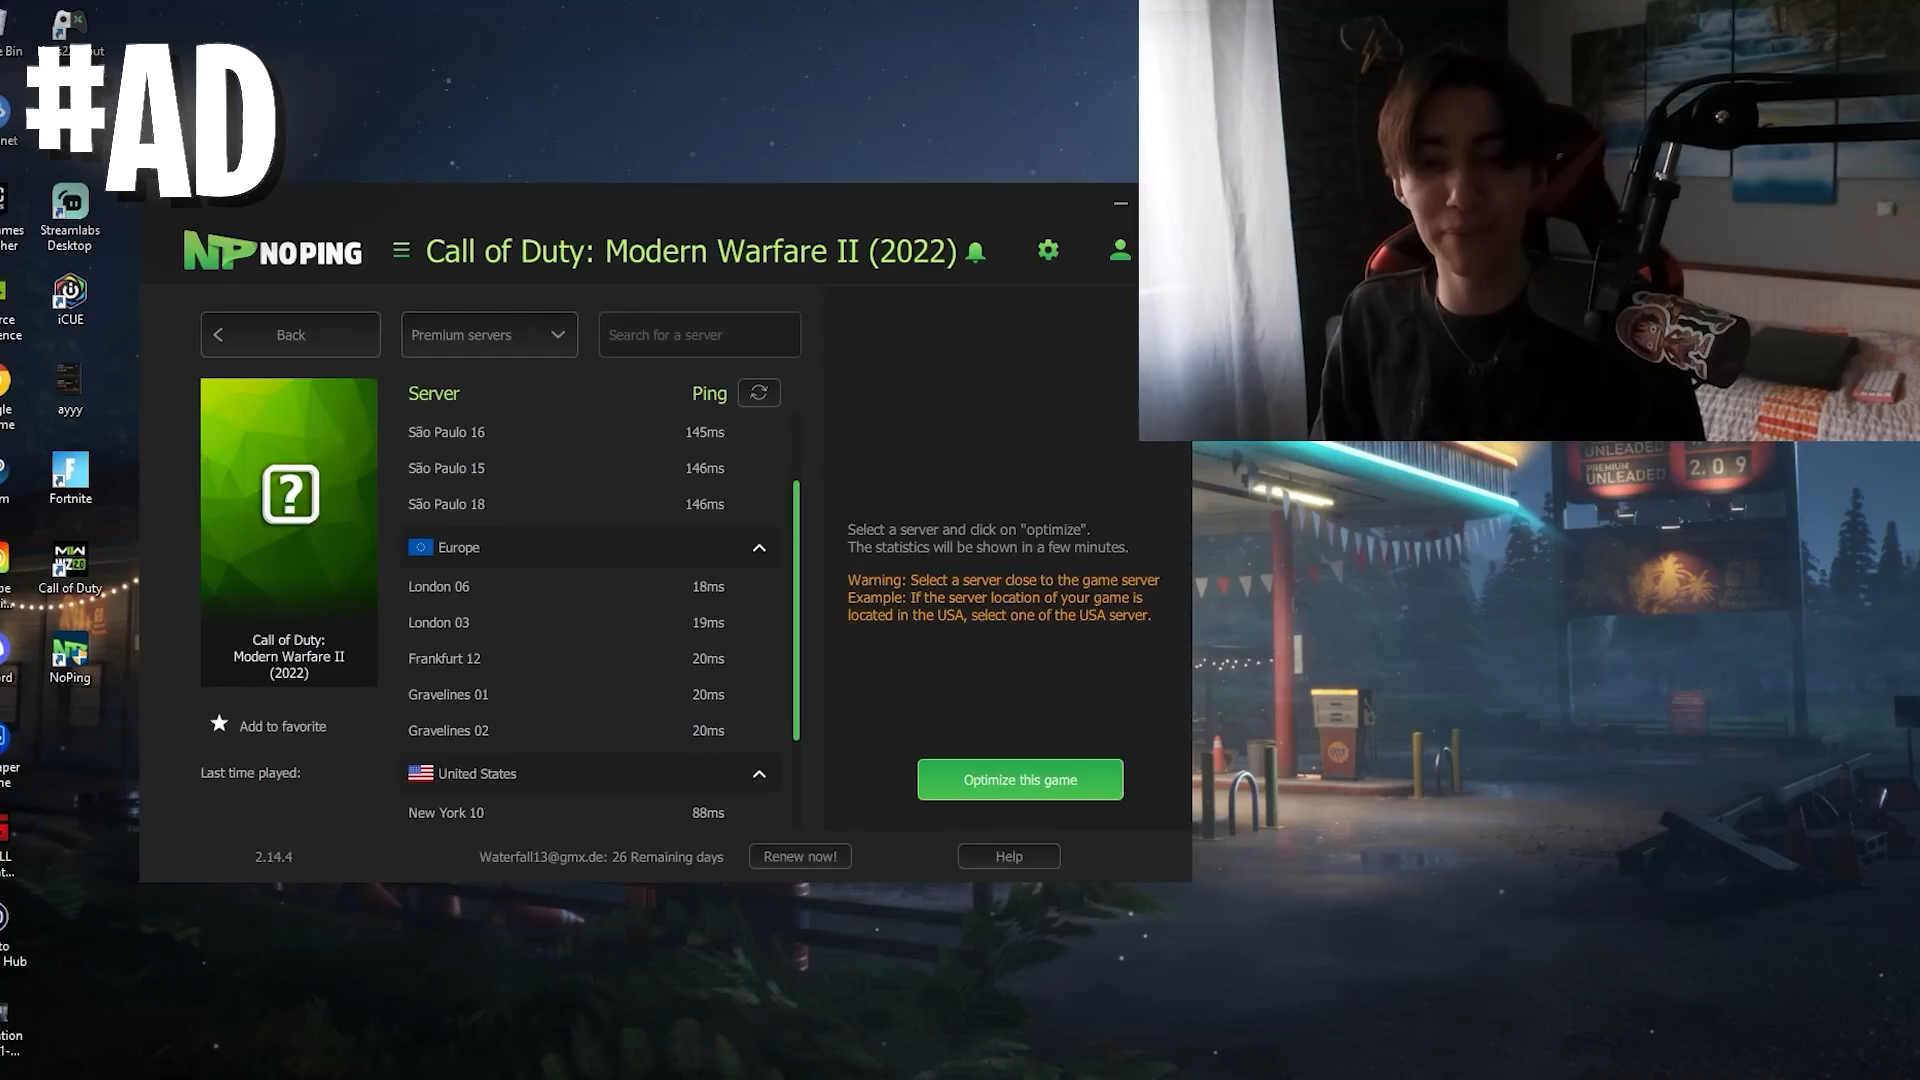 #AD
e Bin
net
Streamlabs
Desktop
iCUE
ayyy
Fortnite
Call of Duty
NoPing
Hub
NP NOPING
Call of Duty: Modern Warfare II (2022)
Back
Premium servers
Search for a server
Server Ping
São Paulo 16 145ms
São Paulo 15 146ms
São Paulo 18 146ms
Europe
London 06 18ms
London 03 19ms
Frankfurt 12 20ms
Gravelines 01 20ms
Gravelines 02 20ms
United States
New York 10 88ms
Call of Duty:
Modern Warfare II
(2022)
Add to favorite
Last time played:
Select a server and click on "optimize".
The statistics will be shown in a few minutes.
Warning: Select a server close to the game server
Example: If the server location of your game is
located in the USA, select one of the USA server.
Optimize this game
2.14.4
Waterfall13@gmx.de: 26 Remaining days
Renew now!
Help
UNLEADED
PREMIUM
UNLEADED
2.09